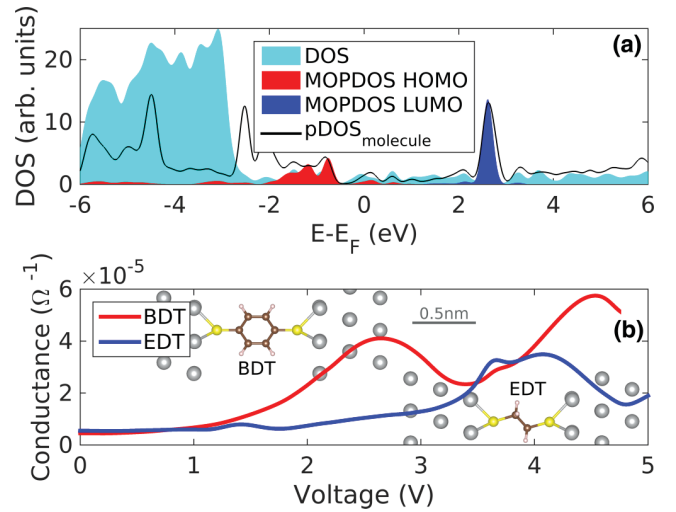 (a)
DOS (arb. units)
20
10
0
DOS
MOPDOS HOMO
MOPDOS LUMO
pDOS_molecule
-6 -4 -2 0 2 4 6
E-E_F (eV)
×10^-5
Conductance (Ω^-1)
6
4
2
0
BDT
EDT
BDT
0.5nm
(b)
EDT
0 1 2 3 4 5
Voltage (V)